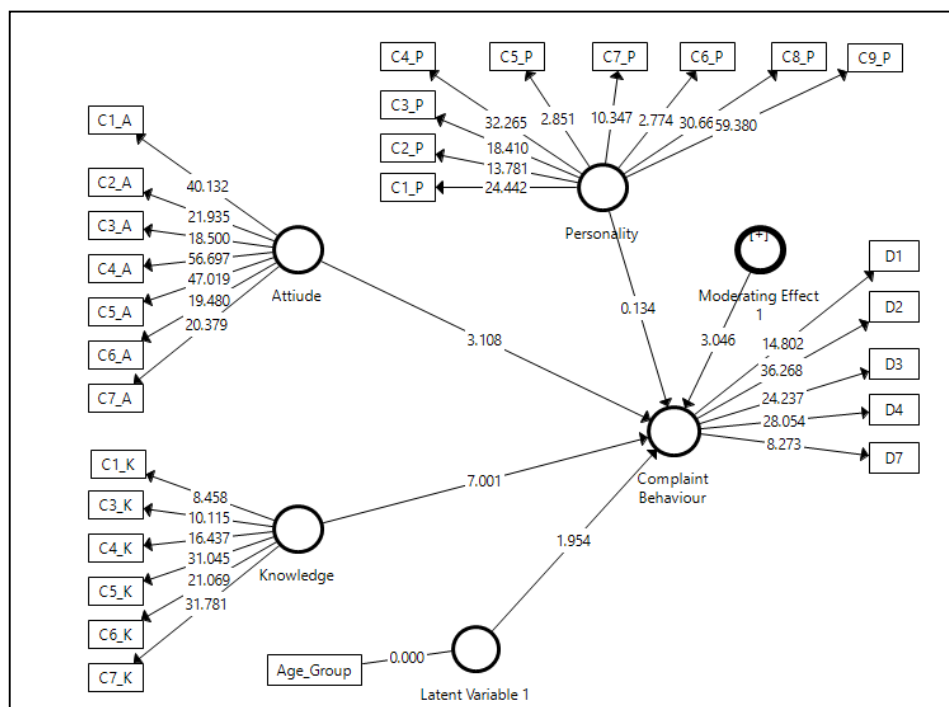 C4_P
C5_P
C7_P
C6_P
C8_P
C9_P
C3_P
C2_P
C1_P
32.265
2.851
10.347
2.774
30.66
59.380
18.410
13.781
24.442
Personality
C1_A
C2_A
C3_A
C4_A
C5_A
C6_A
C7_A
40.132
21.935
18.500
56.697
47.019
19.480
20.379
Attiude
[+]
Moderating Effect
1
0.134
3.046
3.108
D1
D2
D3
D4
D7
14.802
36.268
24.237
28.054
8.273
Complaint
Behaviour
C1_K
C3_K
C4_K
C5_K
C6_K
C7_K
8.458
10.115
16.437
31.045
21.069
31.781
Knowledge
7.001
1.954
Age_Group
0.000
Latent Variable 1